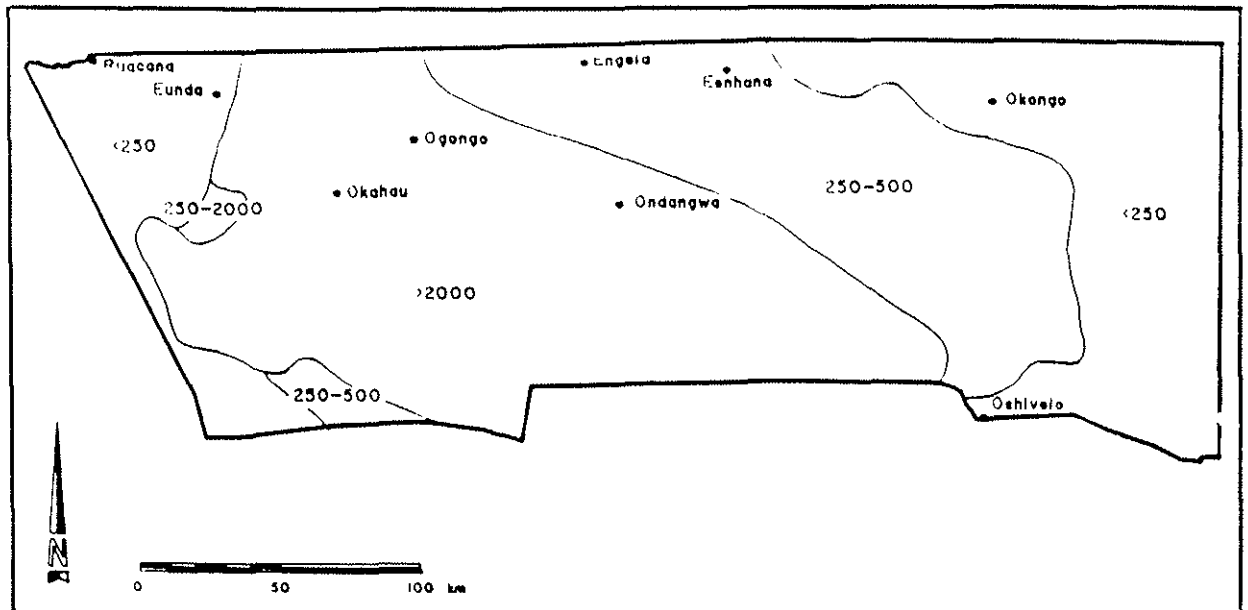 Ruacana
Engela
Eenhana
Eunda
Okongo
Ogongo
<250
Okahau
250-500
250-2000
Ondangwa
<250
>2000
250-500
Oshivelo
N
0 50 100 km